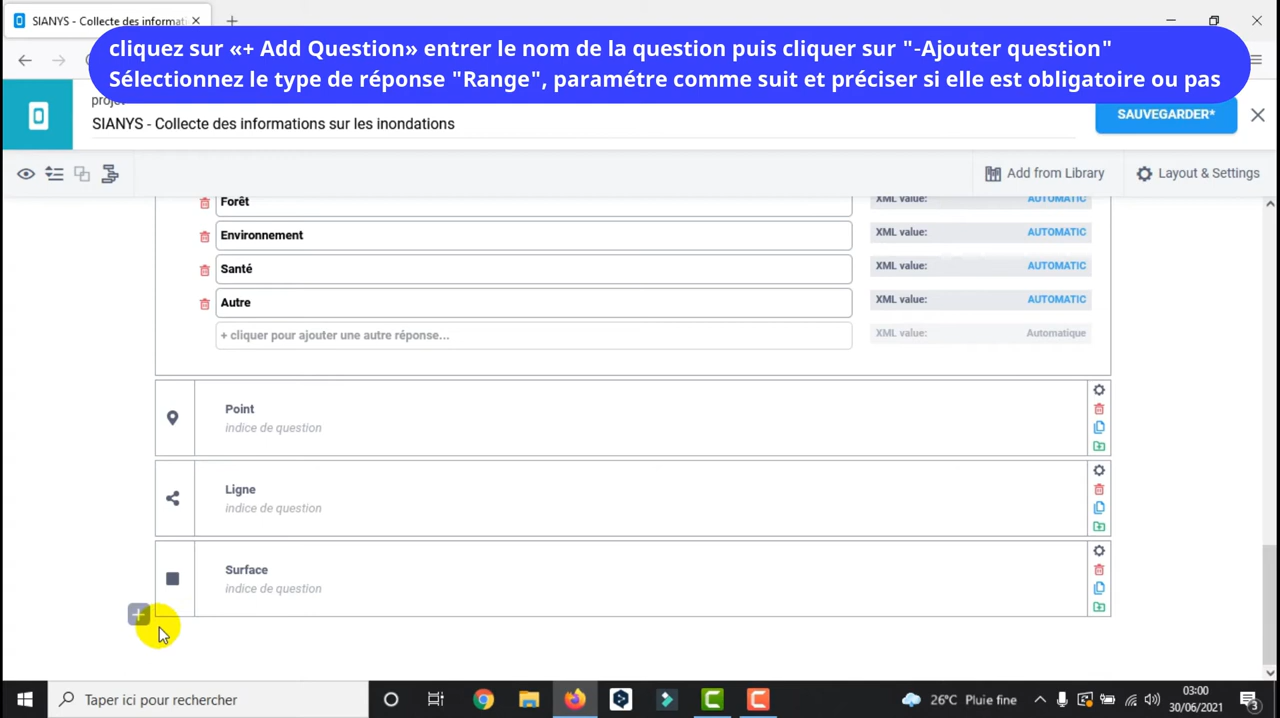 SIANYS - Collecte des informati
cliquez sur «+ Add Question» entrer le nom de la question puis cliquer sur "-Ajouter question"
Sélectionnez le type de réponse "Range", paramétre comme suit et préciser si elle est obligatoire ou pas
projet
SIANYS - Collecte des informations sur les inondations
SAUVEGARDER*
Add from Library
Layout & Settings
Forêt
XML value: AUTOMATIC
Environnement
XML value: AUTOMATIC
Santé
XML value: AUTOMATIC
Autre
XML value: AUTOMATIC
+ cliquer pour ajouter une autre réponse...
XML value: Automatique
Point
indice de question
Ligne
indice de question
Surface
indice de question
Taper ici pour rechercher
26°C Pluie fine
03:00
30/06/2021
3